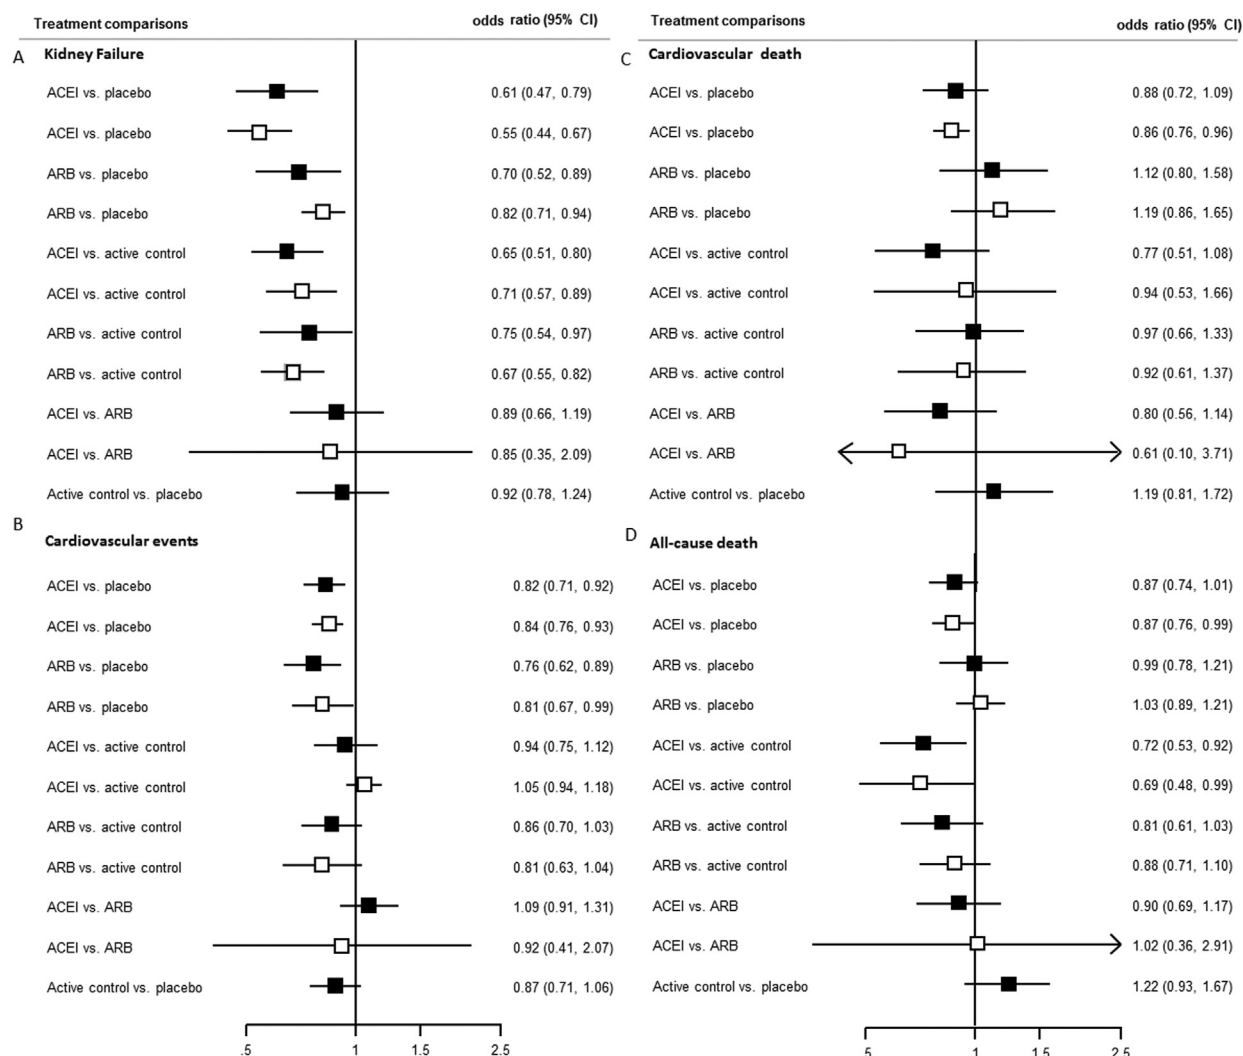 Treatment comparisons odds ratio (95% CI)
A Kidney Failure
ACEI vs. placebo 0.61 (0.47, 0.79)
ACEI vs. placebo 0.55 (0.44, 0.67)
ARB vs. placebo 0.70 (0.52, 0.89)
ARB vs. placebo 0.82 (0.71, 0.94)
ACEI vs. active control 0.65 (0.51, 0.80)
ACEI vs. active control 0.71 (0.57, 0.89)
ARB vs. active control 0.75 (0.54, 0.97)
ARB vs. active control 0.67 (0.55, 0.82)
ACEI vs. ARB 0.89 (0.66, 1.19)
ACEI vs. ARB 0.85 (0.35, 2.09)
Active control vs. placebo 0.92 (0.78, 1.24)
B Cardiovascular events
ACEI vs. placebo 0.82 (0.71, 0.92)
ACEI vs. placebo 0.84 (0.76, 0.93)
ARB vs. placebo 0.76 (0.62, 0.89)
ARB vs. placebo 0.81 (0.67, 0.99)
ACEI vs. active control 0.94 (0.75, 1.12)
ACEI vs. active control 1.05 (0.94, 1.18)
ARB vs. active control 0.86 (0.70, 1.03)
ARB vs. active control 0.81 (0.63, 1.04)
ACEI vs. ARB 1.09 (0.91, 1.31)
ACEI vs. ARB 0.92 (0.41, 2.07)
Active control vs. placebo 0.87 (0.71, 1.06)
.5 1 1.5 2.5
Treatment comparisons odds ratio (95% CI)
C Cardiovascular death
ACEI vs. placebo 0.88 (0.72, 1.09)
ACEI vs. placebo 0.86 (0.76, 0.96)
ARB vs. placebo 1.12 (0.80, 1.58)
ARB vs. placebo 1.19 (0.86, 1.65)
ACEI vs. active control 0.77 (0.51, 1.08)
ACEI vs. active control 0.94 (0.53, 1.66)
ARB vs. active control 0.97 (0.66, 1.33)
ARB vs. active control 0.92 (0.61, 1.37)
ACEI vs. ARB 0.80 (0.56, 1.14)
ACEI vs. ARB 0.61 (0.10, 3.71)
Active control vs. placebo 1.19 (0.81, 1.72)
D All-cause death
ACEI vs. placebo 0.87 (0.74, 1.01)
ACEI vs. placebo 0.87 (0.76, 0.99)
ARB vs. placebo 0.99 (0.78, 1.21)
ARB vs. placebo 1.03 (0.89, 1.21)
ACEI vs. active control 0.72 (0.53, 0.92)
ACEI vs. active control 0.69 (0.48, 0.99)
ARB vs. active control 0.81 (0.61, 1.03)
ARB vs. active control 0.88 (0.71, 1.10)
ACEI vs. ARB 0.90 (0.69, 1.17)
ACEI vs. ARB 1.02 (0.36, 2.91)
Active control vs. placebo 1.22 (0.93, 1.67)
.5 1 1.5 2.5